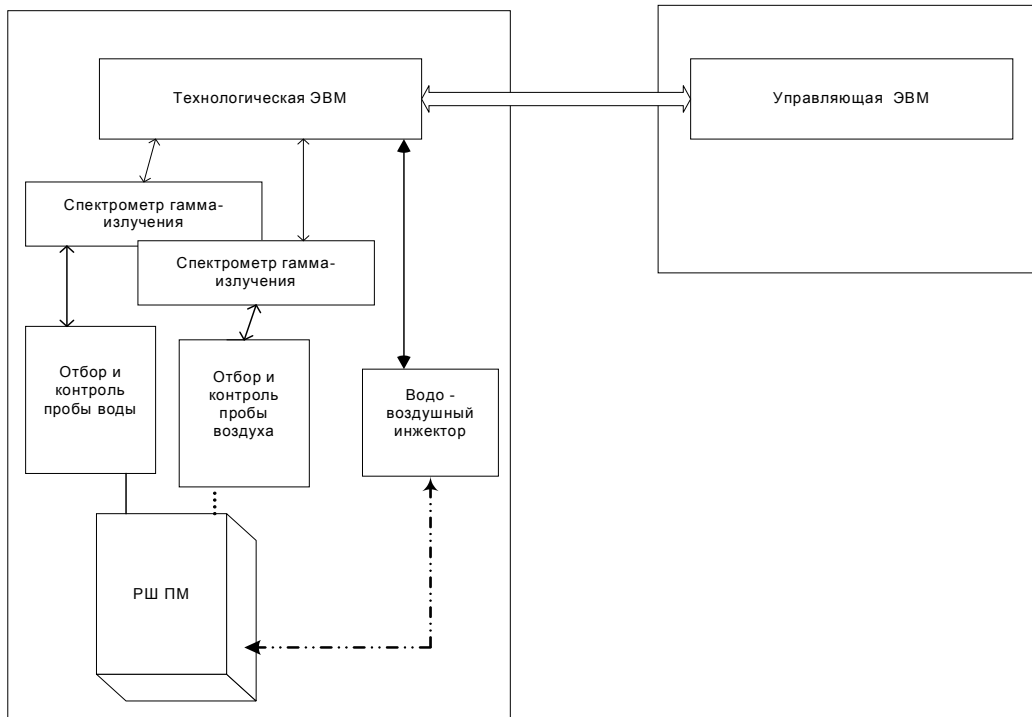 Технологическая ЭВМ
Управляющая ЭВМ
Спектрометр гамма-
излучения
Спектрометр гамма-
излучения
Отбор и
контроль
пробы воды
Отбор и
контроль
пробы
воздуха
Водо -
воздушный
инжектор
РШ ПМ